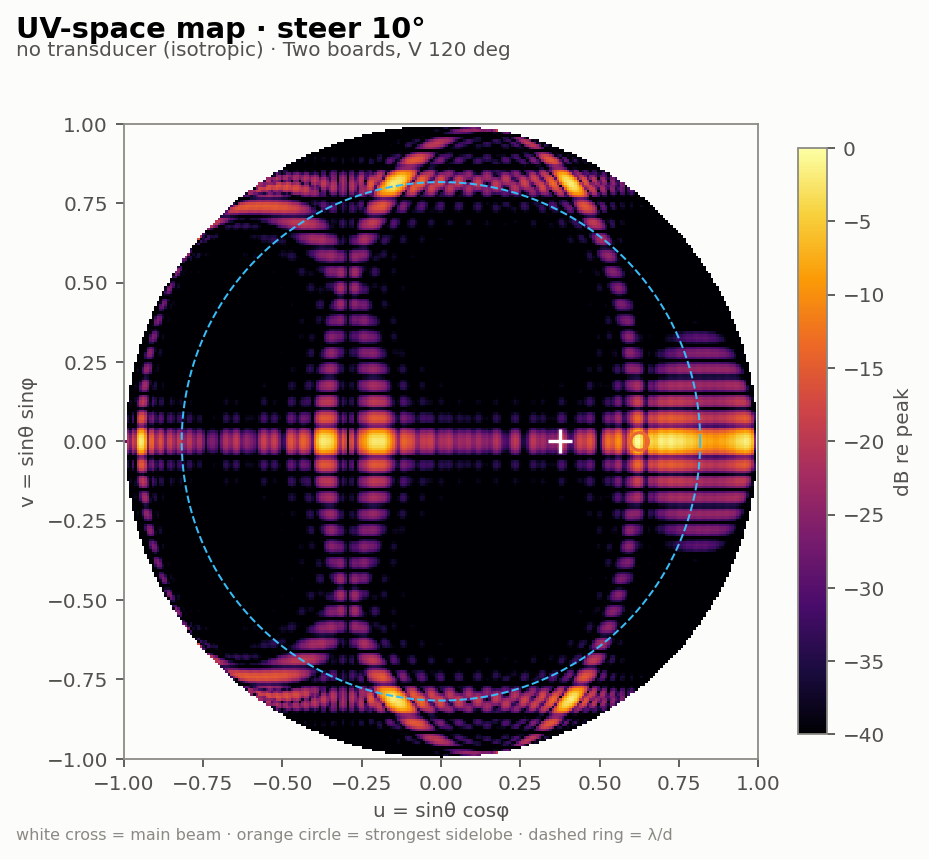 UV-space map · steer 10°
no transducer (isotropic) · Two boards, V 120 deg
1.00
0.75
0.50
0.25
0.00
−0.25
−0.50
−0.75
−1.00
v = sinθ sinφ
−1.00 −0.75 −0.50 −0.25 0.00 0.25 0.50 0.75 1.00
u = sinθ cosφ
0
−5
−10
−15
−20
−25
−30
−35
−40
dB re peak
white cross = main beam · orange circle = strongest sidelobe · dashed ring = λ/d